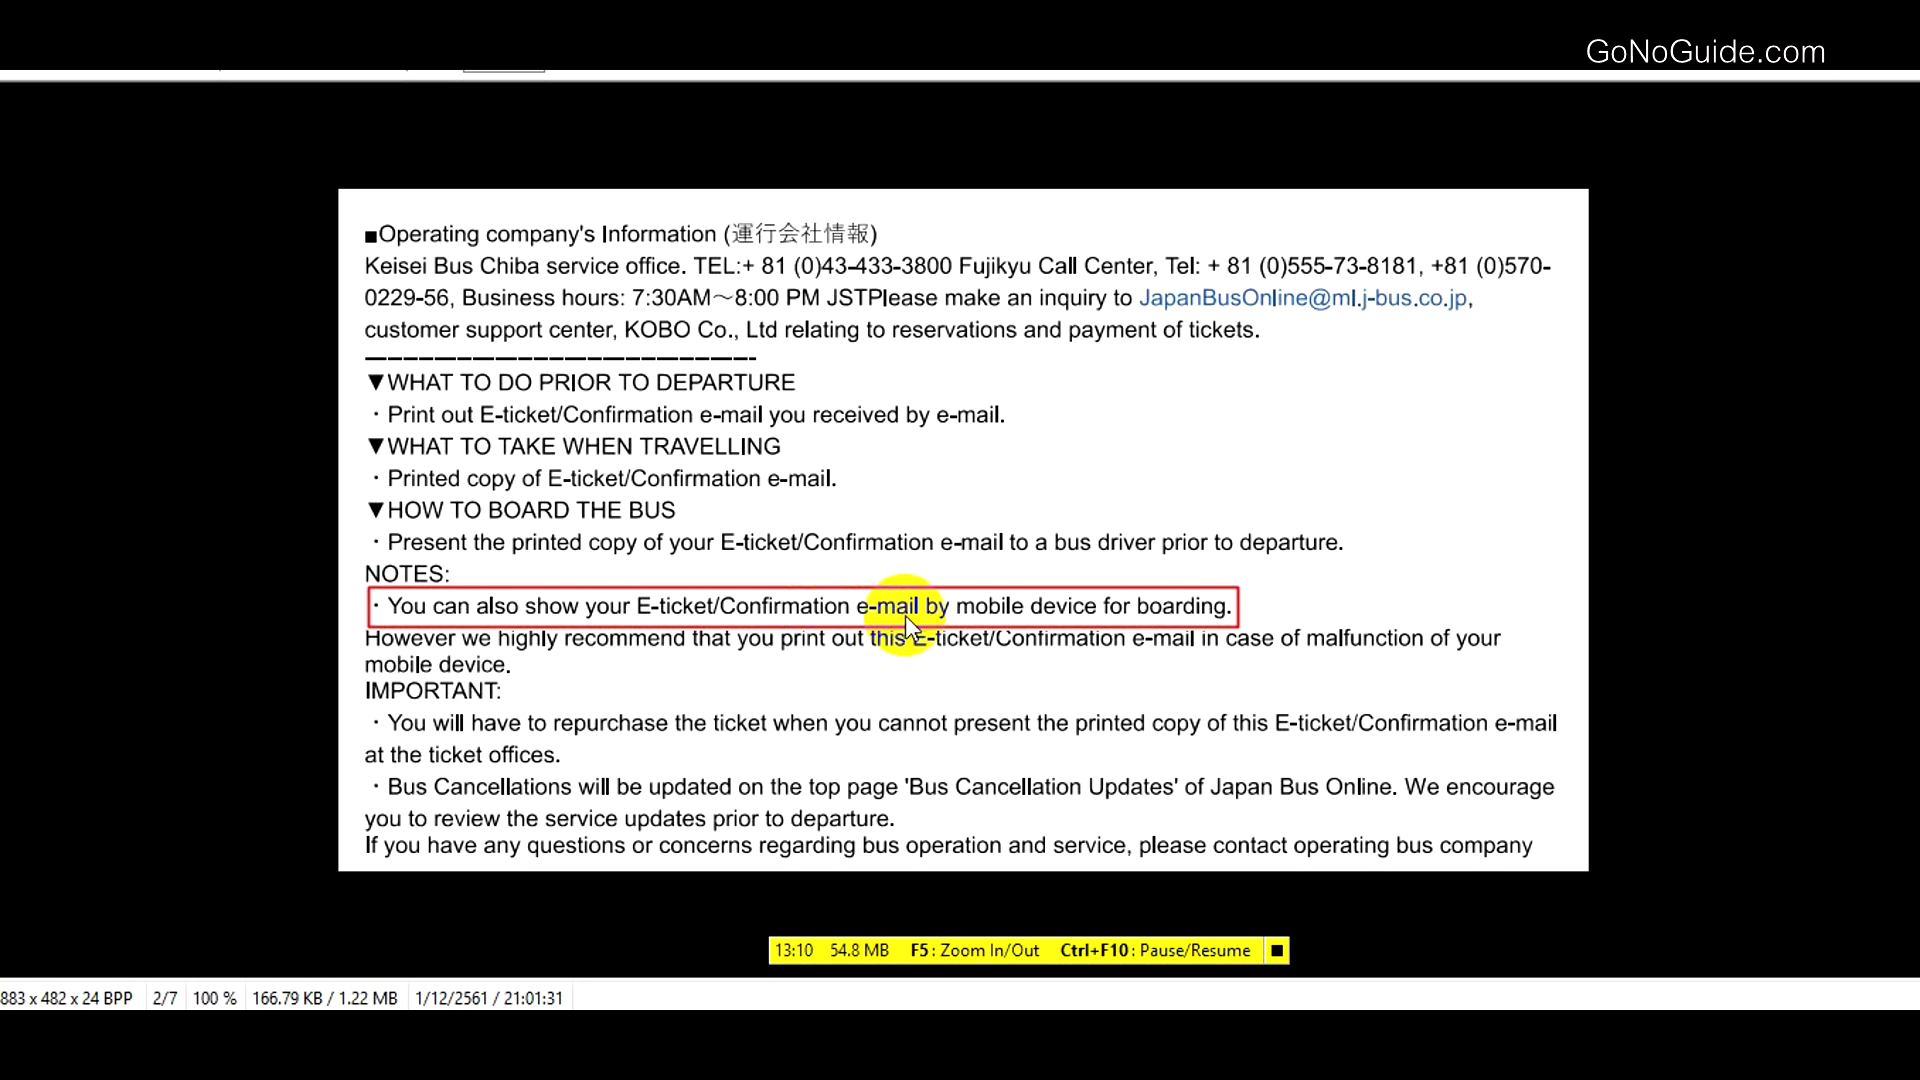 GoNoGuide.com
■Operating company's Information (運行会社情報)
Keisei Bus Chiba service office. TEL:+ 81 (0)43-433-3800 Fujikyu Call Center, Tel: + 81 (0)555-73-8181, +81 (0)570-
0229-56, Business hours: 7:30AM～8:00 PM JSTPlease make an inquiry to JapanBusOnline@ml.j-bus.co.jp,
customer support center, KOBO Co., Ltd relating to reservations and payment of tickets.
------------------------
▼WHAT TO DO PRIOR TO DEPARTURE
・Print out E-ticket/Confirmation e-mail you received by e-mail.
▼WHAT TO TAKE WHEN TRAVELLING
・Printed copy of E-ticket/Confirmation e-mail.
▼HOW TO BOARD THE BUS
・Present the printed copy of your E-ticket/Confirmation e-mail to a bus driver prior to departure.
NOTES:
・You can also show your E-ticket/Confirmation e-mail by mobile device for boarding.
However we highly recommend that you print out this E-ticket/Confirmation e-mail in case of malfunction of your
mobile device.
IMPORTANT:
・You will have to repurchase the ticket when you cannot present the printed copy of this E-ticket/Confirmation e-mail
at the ticket offices.
・Bus Cancellations will be updated on the top page 'Bus Cancellation Updates' of Japan Bus Online. We encourage
you to review the service updates prior to departure.
If you have any questions or concerns regarding bus operation and service, please contact operating bus company
13:10 54.8 MB F5: Zoom In/Out Ctrl+F10: Pause/Resume
883 x 482 x 24 BPP 2/7 100 % 166.79 KB / 1.22 MB 1/12/2561 / 21:01:31